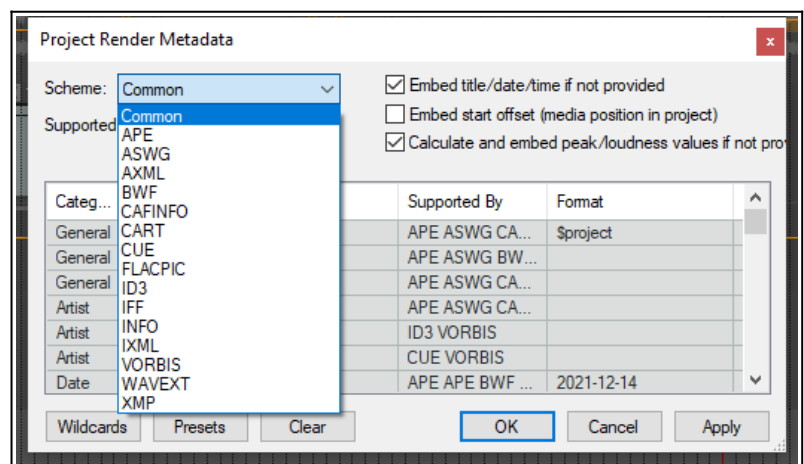 Project Render Metadata
x
Scheme: Common
Embed title/date/time if not provided
Embed start offset (media position in project)
Calculate and embed peak/loudness values if not pro
Supported
Common
APE
ASWG
AXML
BWF
CAFINFO
CART
CUE
FLACPIC
ID3
IFF
INFO
IXML
VORBIS
WAVEXT
XMP
Categ... Supported By Format
General APE ASWG CA... $project
General APE ASWG BW...
General APE ASWG CA...
Artist APE ASWG CA...
Artist ID3 VORBIS
Artist CUE VORBIS
Date APE APE BWF ... 2021-12-14
Wildcards Presets Clear OK Cancel Apply